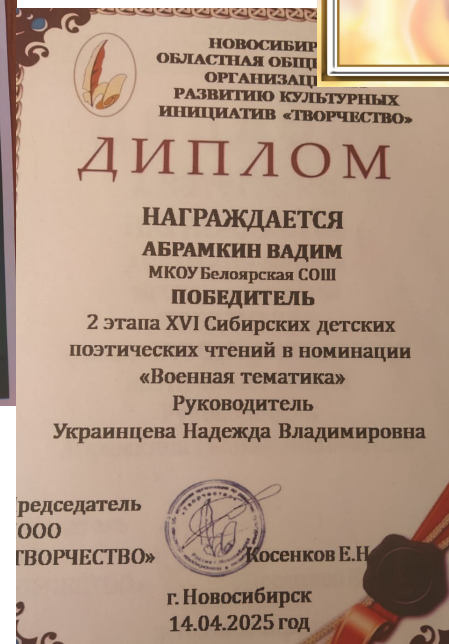 НОВОСИБИР
ОБЛАСТНАЯ ОБЩЕ
ОРГАНИЗАЦ
РАЗВИТИЮ КУЛЬТУРНЫХ
ИНИЦИАТИВ «ТВОРЧЕСТВО»
ДИПЛОМ
НАГРАЖДАЕТСЯ
АБРАМКИН ВАДИМ
МКОУ Белоярская СОШ
ПОБЕДИТЕЛЬ
2 этапа XVI Сибирских детских
поэтических чтений в номинации
«Военная тематика»
Руководитель
Украинцева Надежда Владимировна
редседатель
ООО
ТВОРЧЕСТВО»
Косенков Е.Н
г. Новосибирск
14.04.2025 год